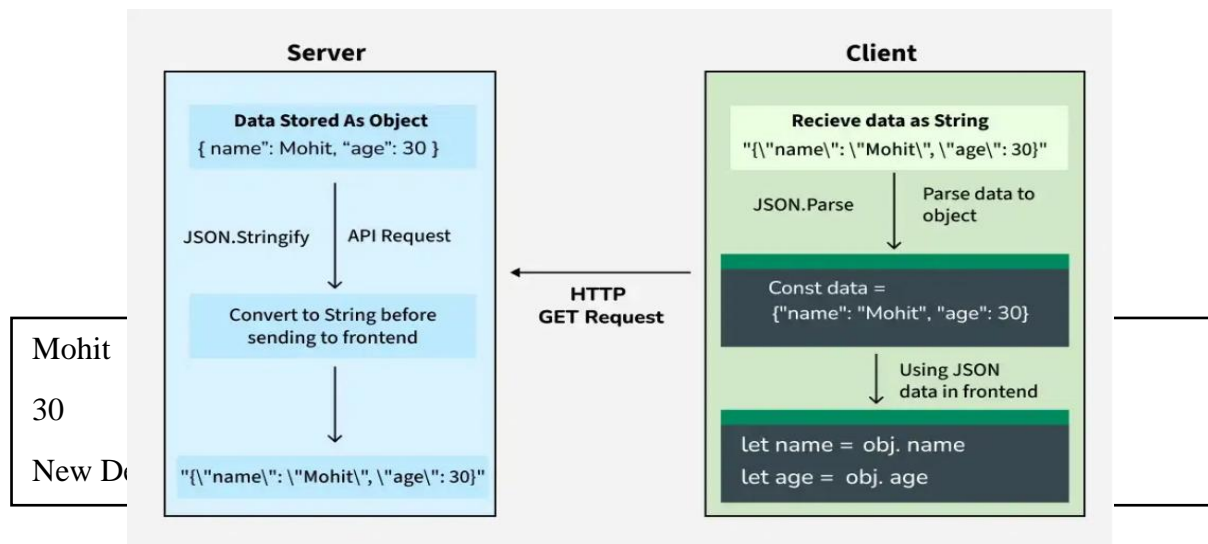 Server
Data Stored As Object
{ name”: Mohit, “age”: 30 }
JSON.Stringify
API Request
Convert to String before
sending to frontend
"{\"name\": \"Mohit\", \"age\": 30}"
HTTP
GET Request
Client
Recieve data as String
"{\"name\": \"Mohit\", \"age\": 30}"
JSON.Parse
Parse data to
object
Const data =
{"name": "Mohit", "age": 30}
Using JSON
data in frontend
let name = obj. name
let age = obj. age
Mohit
30
New